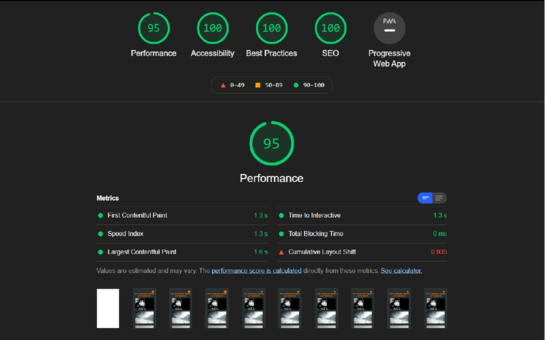 95 100 100 100 PWA
Performance Accessibility Best Practices SEO Progressive Web App
0-49 50-89 90-100
95
Performance
Metrics
First Contentful Paint 1.3 s Time to Interactive 1.3 s
Speed Index 1.3 s Total Blocking Time 0 ms
Largest Contentful Paint 1.6 s Cumulative Layout Shift
Values are estimated and may vary. The performance score is calculated directly from these metrics. See calculator.